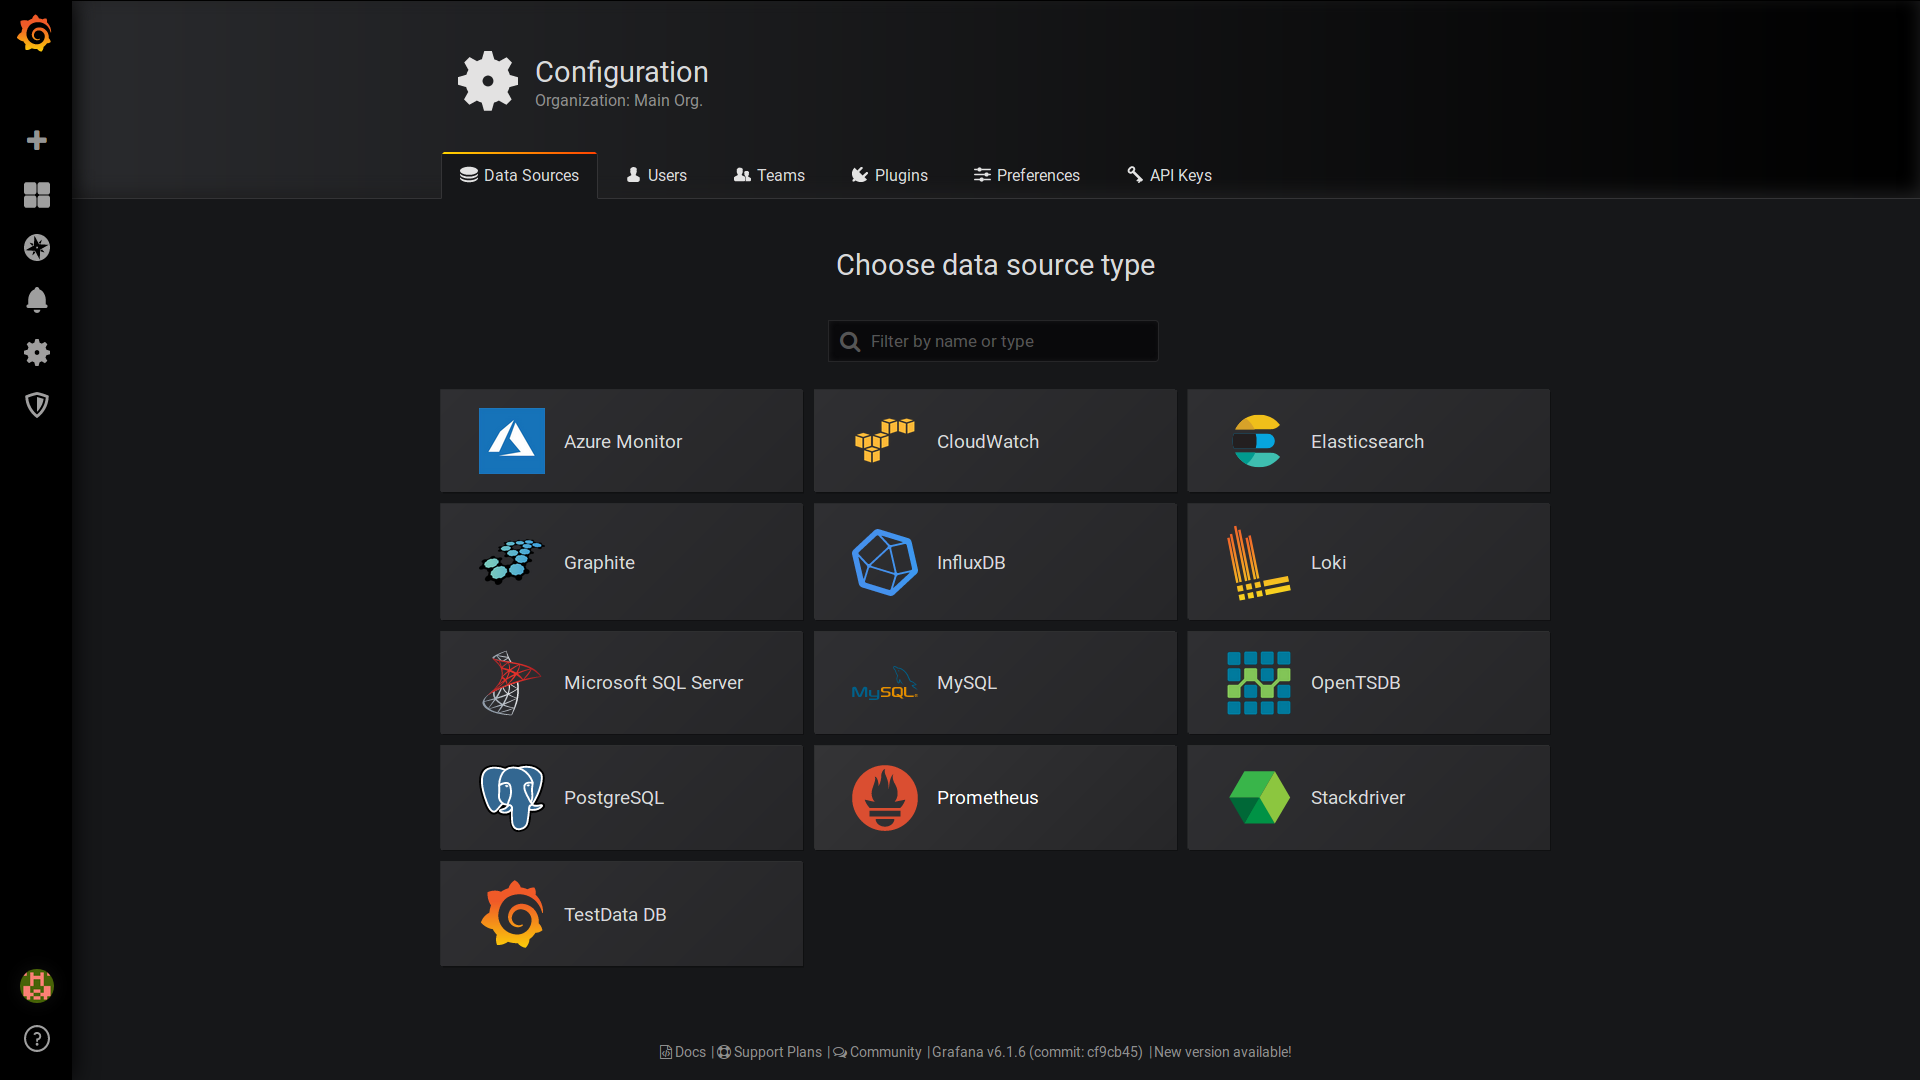 Configuration
Organization: Main Org.
Data Sources Users Teams Plugins Preferences API Keys
Choose data source type
Filter by name or type
Azure Monitor
CloudWatch
Elasticsearch
Graphite
InfluxDB
Loki
Microsoft SQL Server
MySQL
MySQL
OpenTSDB
PostgreSQL
Prometheus
Stackdriver
TestData DB
Docs | Support Plans | Community | Grafana v6.1.6 (commit: cf9cb45) | New version available!